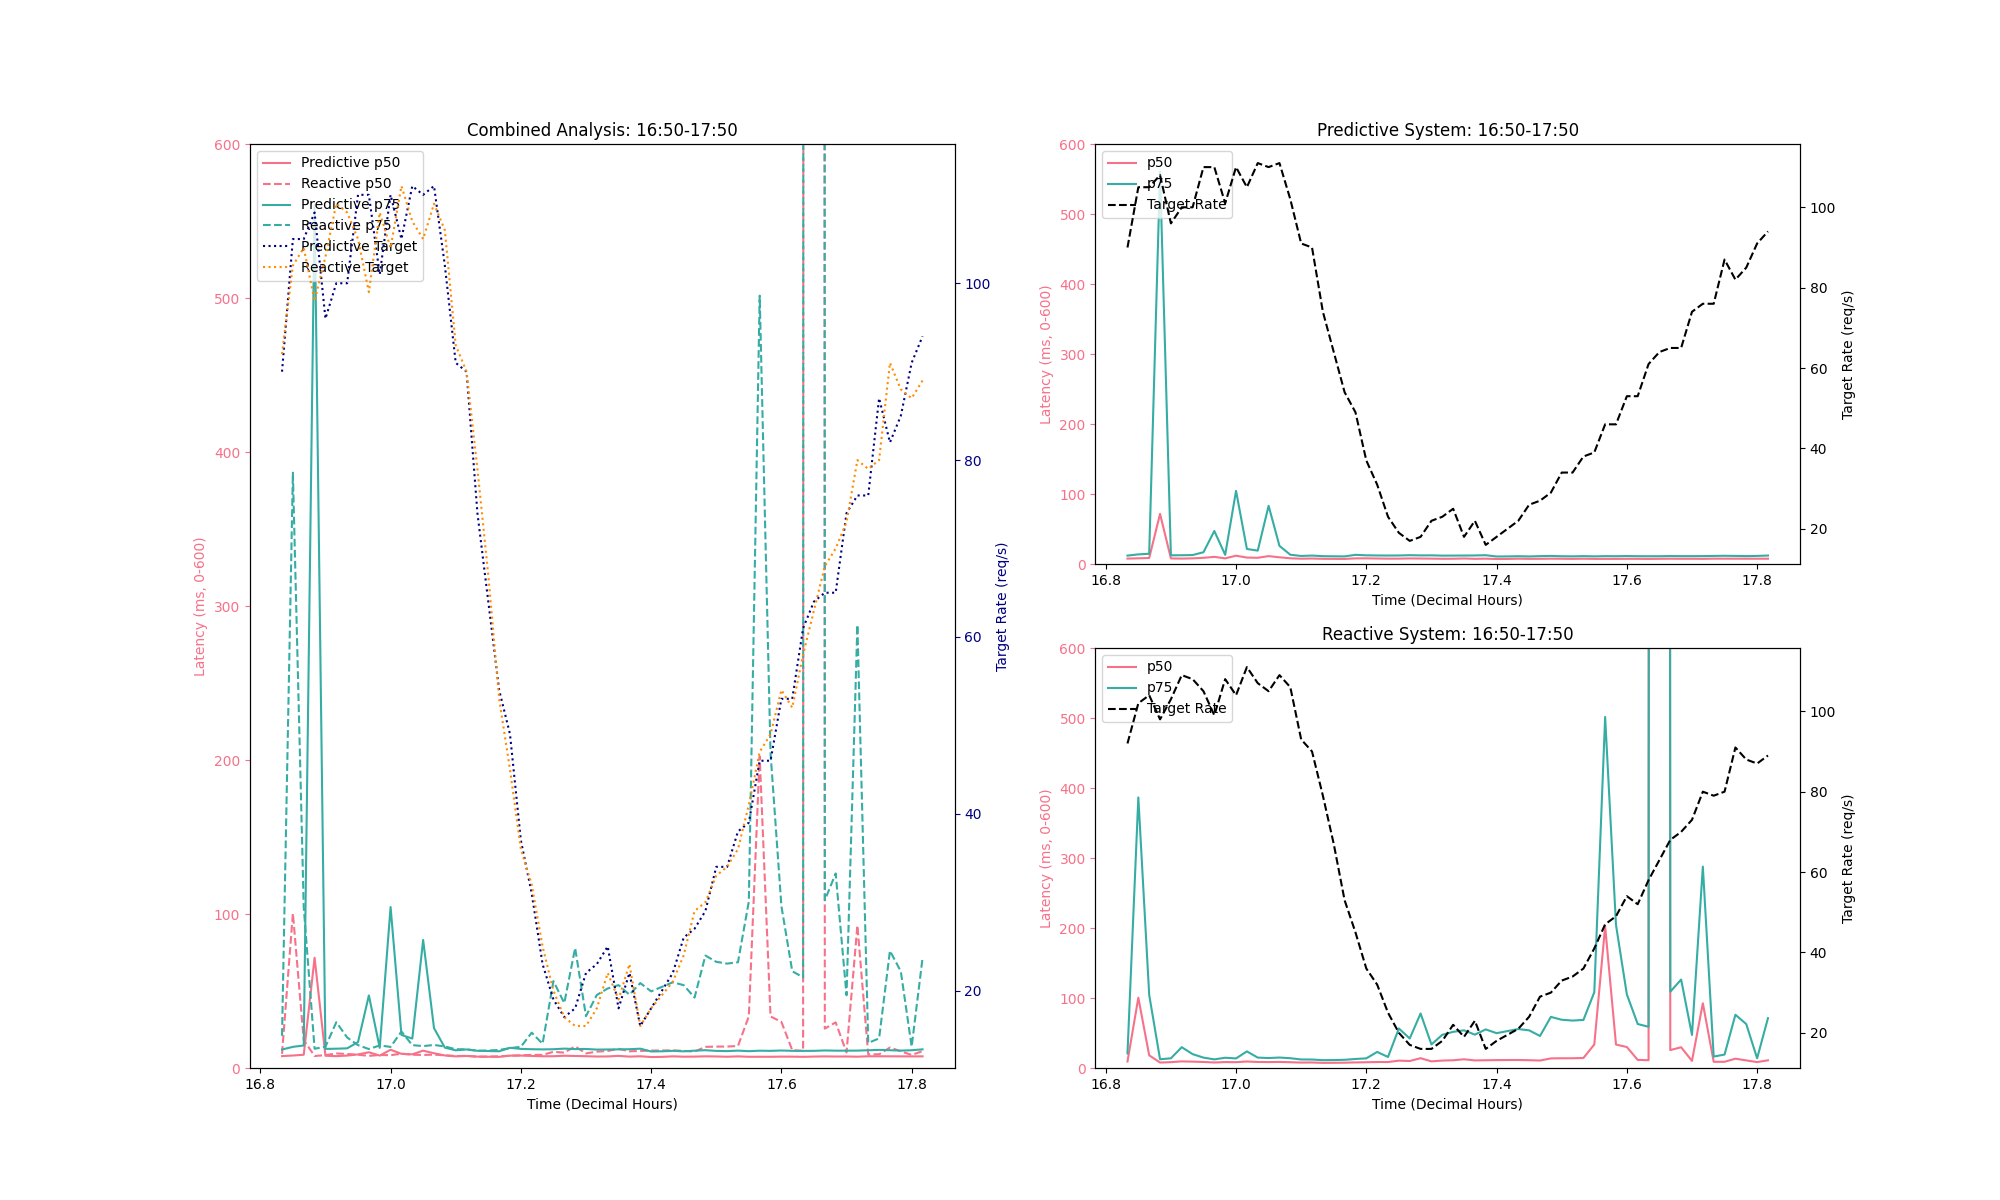 Combined Analysis: 16:50-17:50
Predictive p50
Reactive p50
Predictive p75
Reactive p75
Predictive Target
Reactive Target
600
500
400
300
200
100
0
Latency (ms, 0-600)
100
80
60
40
20
Target Rate (req/s)
16.8 17.0 17.2 17.4 17.6 17.8
Time (Decimal Hours)
Predictive System: 16:50-17:50
p50
p75
Target Rate
600
500
400
300
200
100
0
Latency (ms, 0-600)
100
80
60
40
20
Target Rate (req/s)
16.8 17.0 17.2 17.4 17.6 17.8
Time (Decimal Hours)
Reactive System: 16:50-17:50
p50
p75
Target Rate
600
500
400
300
200
100
0
Latency (ms, 0-600)
100
80
60
40
20
Target Rate (req/s)
16.8 17.0 17.2 17.4 17.6 17.8
Time (Decimal Hours)